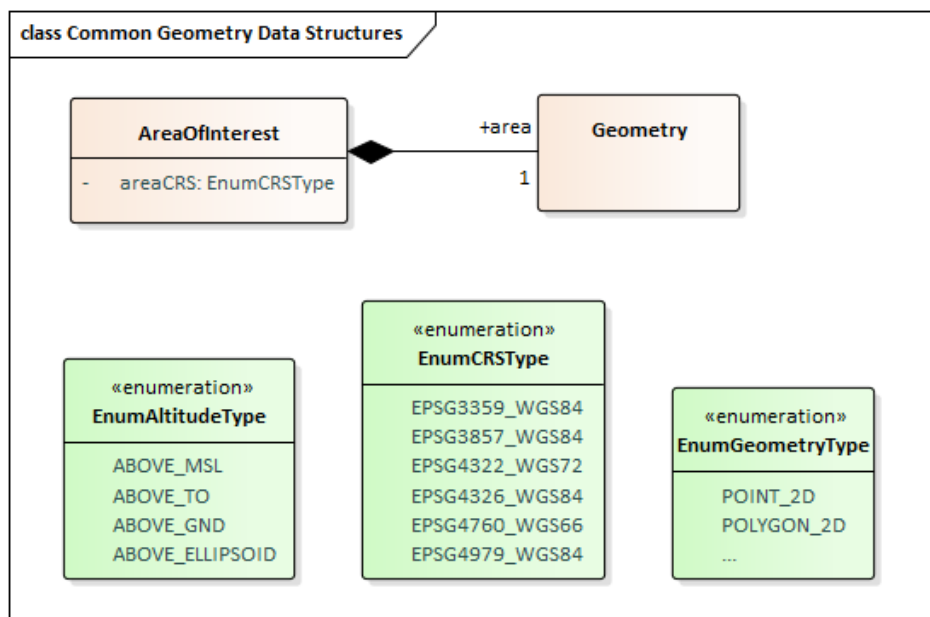 class Common Geometry Data Structures
AreaOfInterest
- areaCRS: EnumCRSType
+area
1
Geometry
«enumeration»
EnumAltitudeType
ABOVE_MSL
ABOVE_TO
ABOVE_GND
ABOVE_ELLIPSOID
«enumeration»
EnumCRSType
EPSG3359_WGS84
EPSG3857_WGS84
EPSG4322_WGS72
EPSG4326_WGS84
EPSG4760_WGS66
EPSG4979_WGS84
«enumeration»
EnumGeometryType
POINT_2D
POLYGON_2D
...